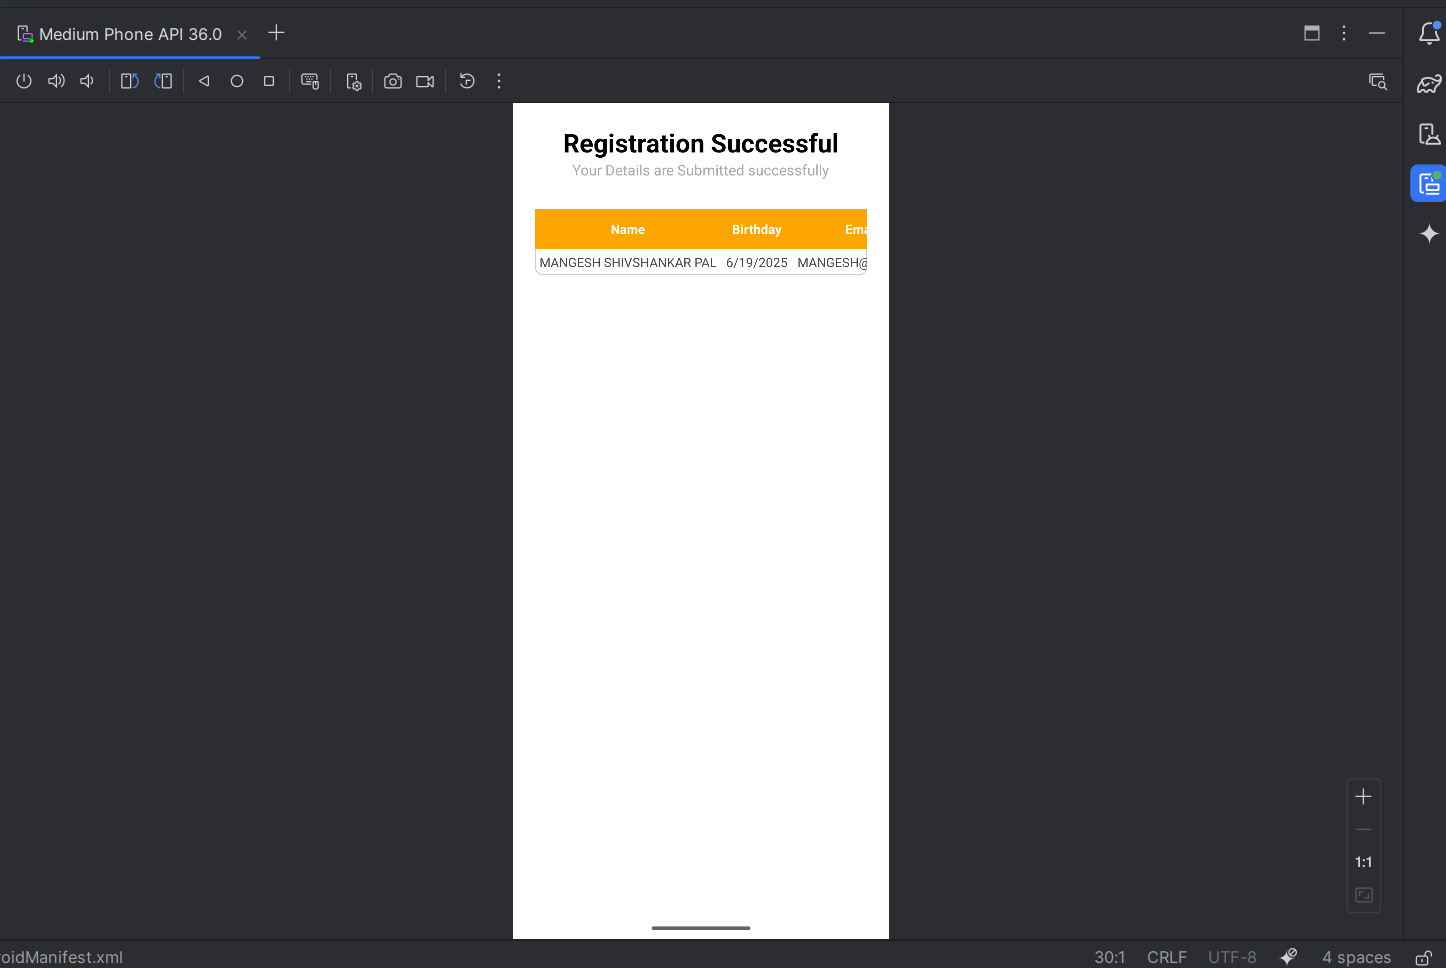 Medium Phone API 36.0
Registration Successful
Your Details are Submitted successfully
Name Birthday Ema
MANGESH SHIVSHANKAR PAL 6/19/2025 MANGESH@
1:1
oidManifest.xml 30:1 CRLF UTF-8 4 spaces